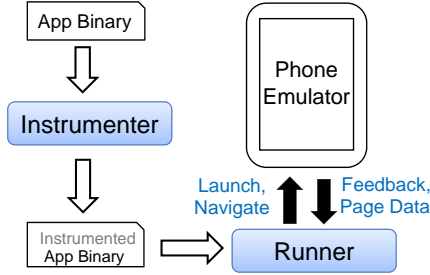 App Binary
Instrumenter
Instrumented
App Binary
Phone
Emulator
Launch,
Navigate
Feedback,
Page Data
Runner